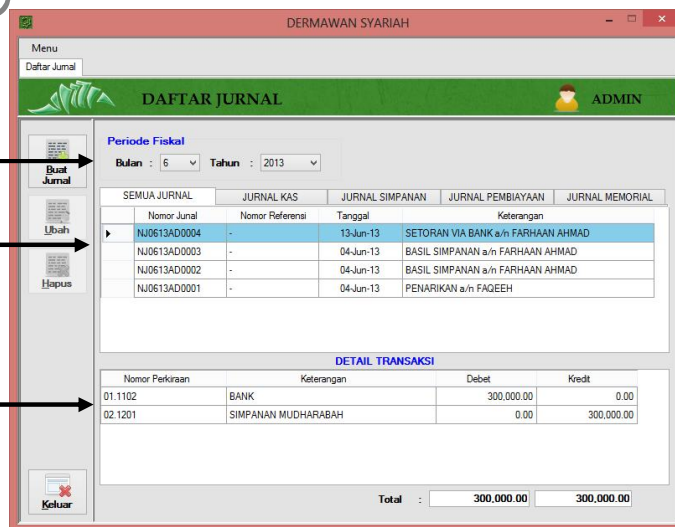 DERMAWAN SYARIAH
Menu
Daftar Jurnal
DAFTAR JURNAL ADMIN
Buat Jurnal
Ubah
Hapus
Keluar
Periode Fiskal
Bulan : 6 Tahun : 2013
SEMUA JURNAL JURNAL KAS JURNAL SIMPANAN JURNAL PEMBIAYAAN JURNAL MEMORIAL
Nomor Junal Nomor Referensi Tanggal Keterangan
NJ0613AD0004 - 13-Jun-13 SETORAN VIA BANK a/n FARHAAN AHMAD
NJ0613AD0003 - 04-Jun-13 BASIL SIMPANAN a/n FARHAAN AHMAD
NJ0613AD0002 - 04-Jun-13 BASIL SIMPANAN a/n FARHAAN AHMAD
NJ0613AD0001 - 04-Jun-13 PENARIKAN a/n FAQEEH
DETAIL TRANSAKSI
Nomor Perkiraan Keterangan Debet Kredit
01.1102 BANK 300,000.00 0.00
02.1201 SIMPANAN MUDHARABAH 0.00 300,000.00
Total : 300,000.00 300,000.00